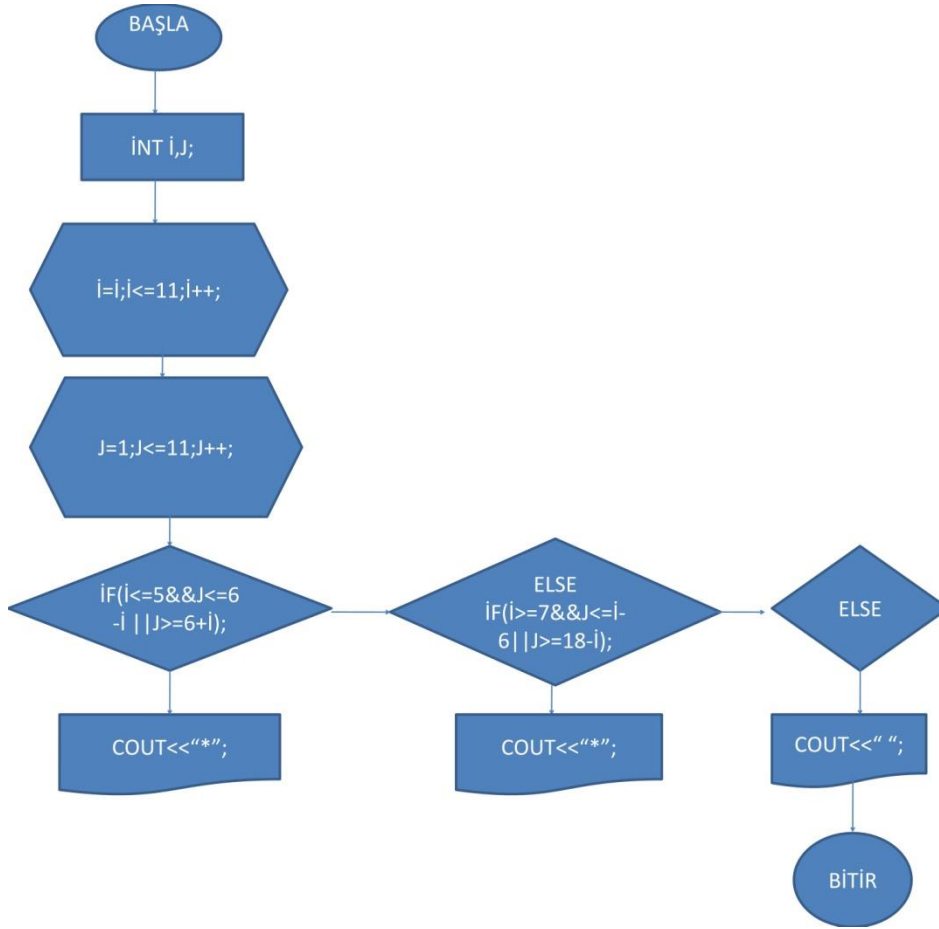 BAŞLA
İNT İ,J;
İ=İ;İ<=11;İ++;
J=1;J<=11;J++;
İF(İ<=5&&J<=6
-İ ||J>=6+İ);
ELSE
İF(İ>=7&&J<=İ-
6||J>=18-İ);
ELSE
COUT<<“*”;
COUT<<“*”;
COUT<<“ “;
BİTİR